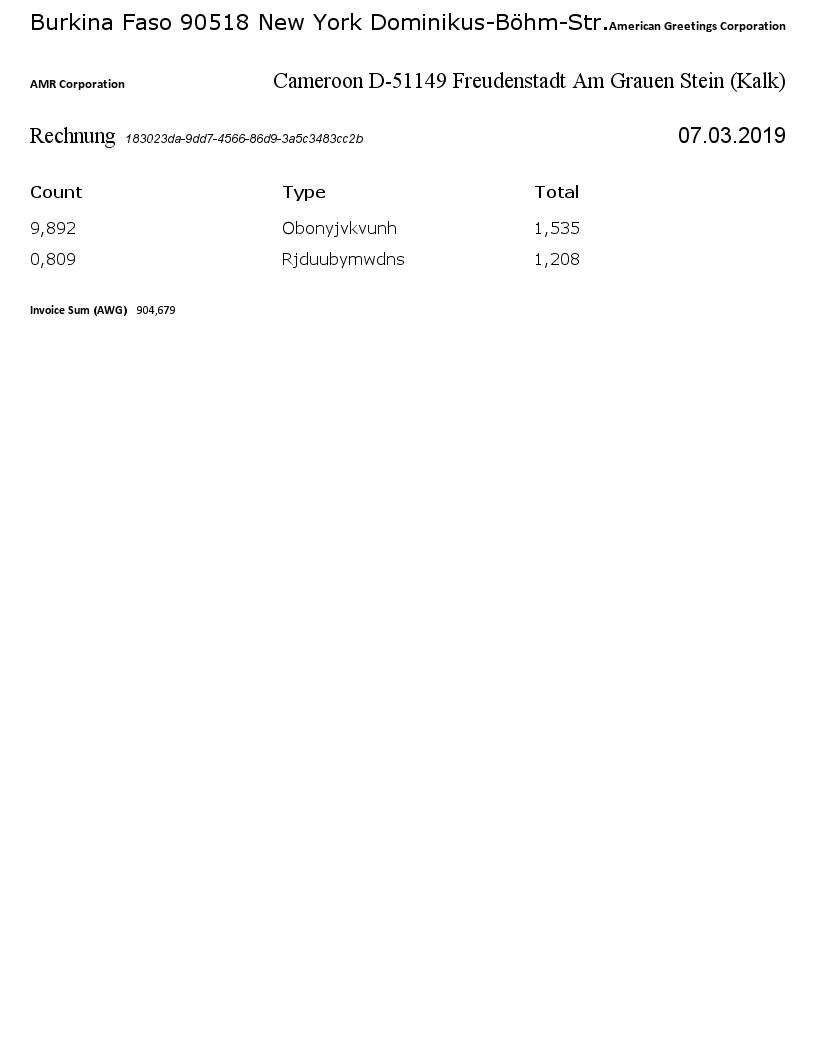 Burkina Faso 90518 New York Dominikus-Böhm-Str. American Greetings Corporation
AMR Corporation Cameroon D-51149 Freudenstadt Am Grauen Stein (Kalk)
Rechnung 183023da-9dd7-4566-86d9-3a5c3483cc2b 07.03.2019
Count Type Total
9,892 Obonyjvkvunh 1,535
0,809 Rjduubymwdns 1,208
Invoice Sum (AWG) 904,679